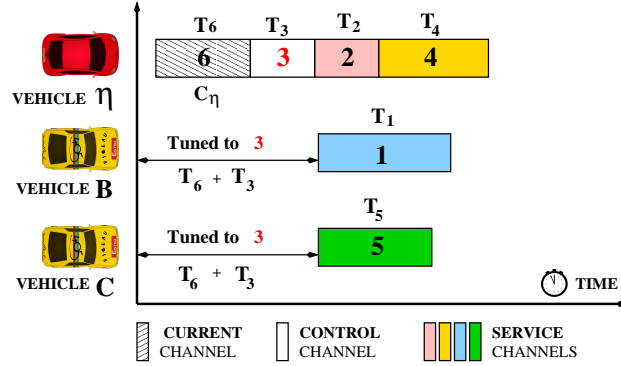 T6 T3 T2 T4
6 3 2 4
VEHICLE η
Cη
T1
Tuned to 3
1
T6 + T3
VEHICLE B
T5
Tuned to 3
5
T6 + T3
VEHICLE C
TIME
CURRENT CHANNEL
CONTROL CHANNEL
SERVICE CHANNELS